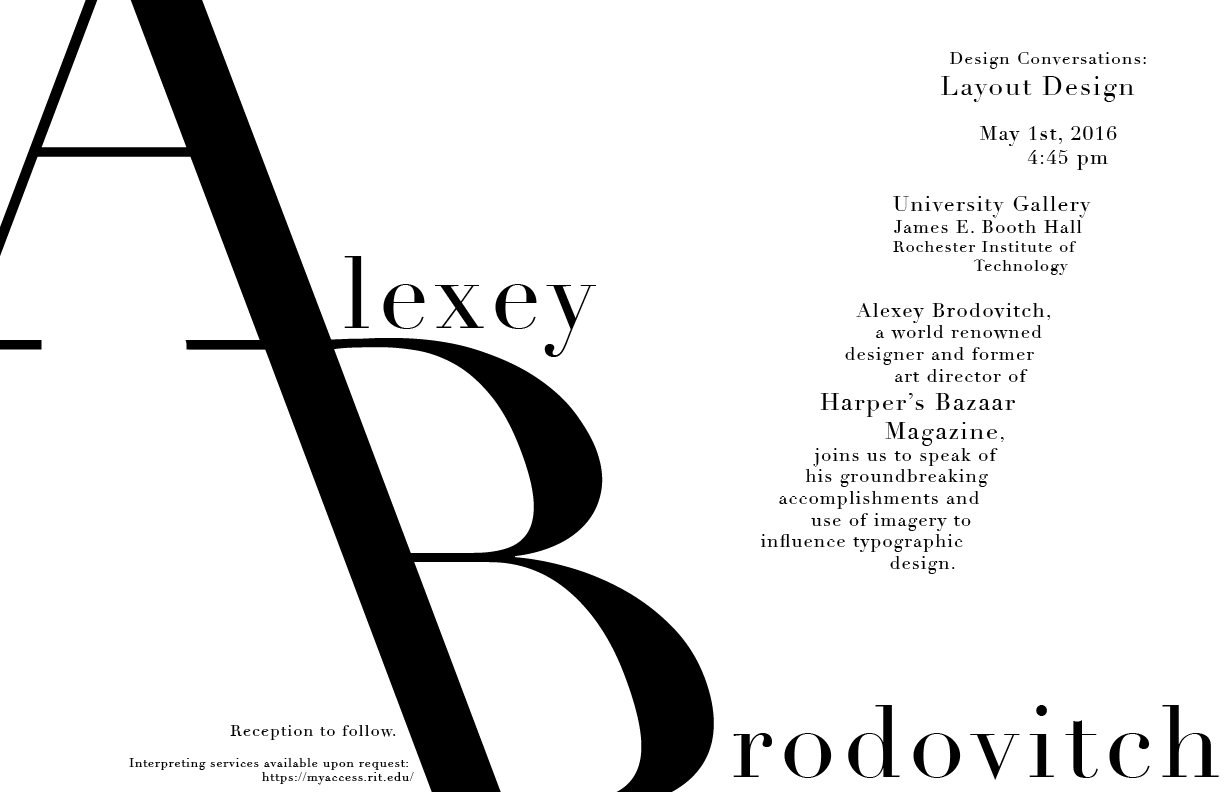 Alexey
Brodovitch
Design Conversations:
Layout Design
May 1st, 2016
4:45 pm
University Gallery
James E. Booth Hall
Rochester Institute of
Technology
Alexey Brodovitch,
a world renowned
designer and former
art director of
Harper’s Bazaar
Magazine,
joins us to speak of
his groundbreaking
accomplishments and
use of imagery to
influence typographic
design.
Reception to follow.
Interpreting services available upon request:
https://myaccess.rit.edu/